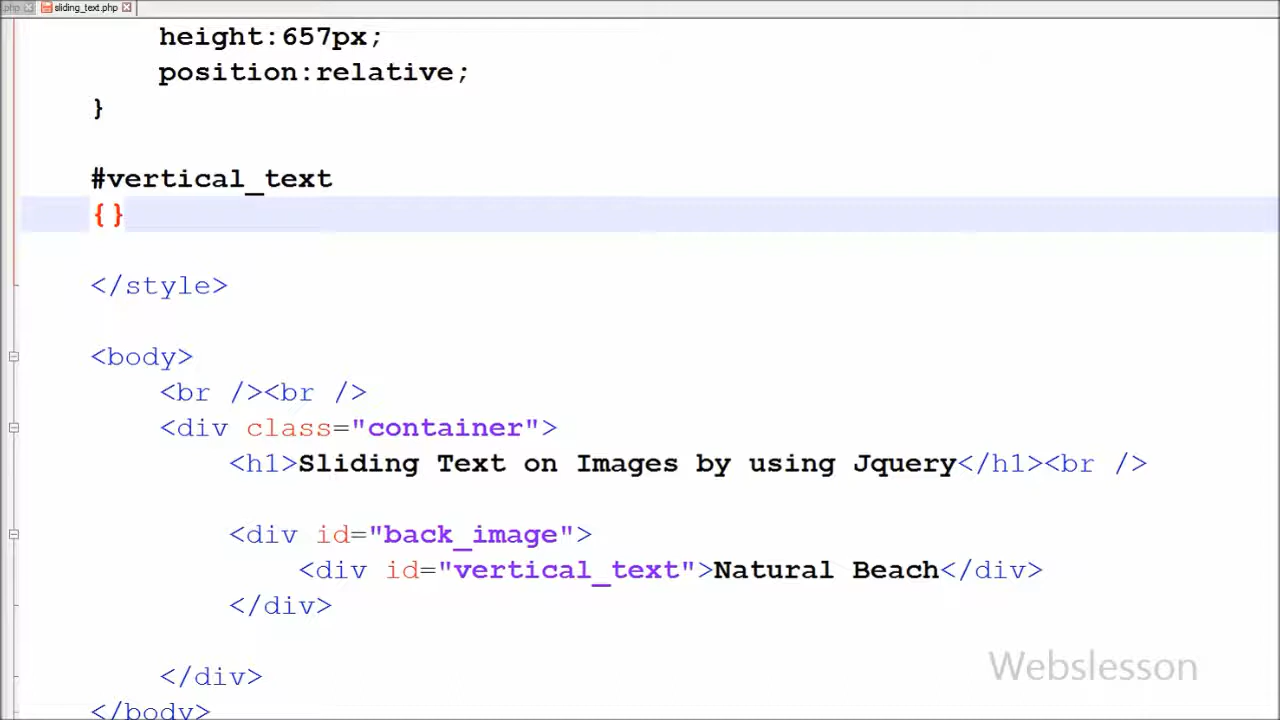 .php sliding_text.php
height:657px;
position:relative;
}
#vertical_text
{}
</style>
<body>
<br /><br />
<div class="container">
<h1>Sliding Text on Images by using Jquery</h1><br />
<div id="back_image">
<div id="vertical_text">Natural Beach</div>
</div>
Webslesson
</div>
</body>